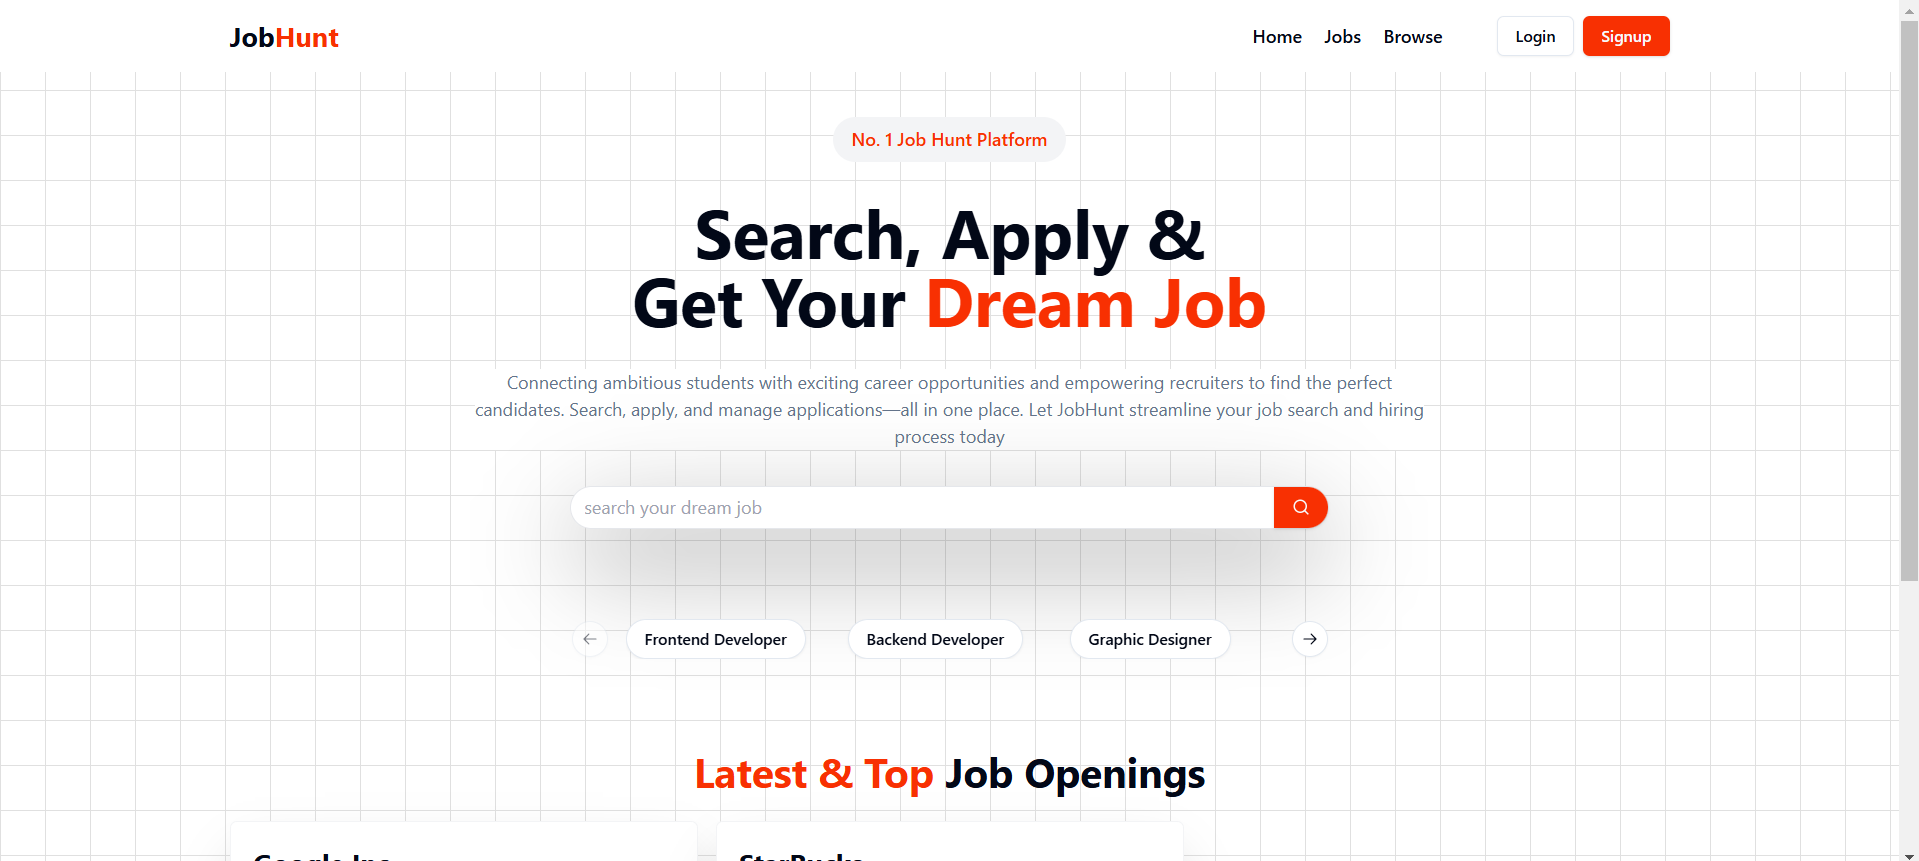 JobHunt
Home Jobs Browse Login Signup
No. 1 Job Hunt Platform
Search, Apply &
Get Your Dream Job
Connecting ambitious students with exciting career opportunities and empowering recruiters to find the perfect
candidates. Search, apply, and manage applications—all in one place. Let JobHunt streamline your job search and hiring
process today
search your dream job
Frontend Developer Backend Developer Graphic Designer
Latest & Top Job Openings
Google Inc
StarBucks